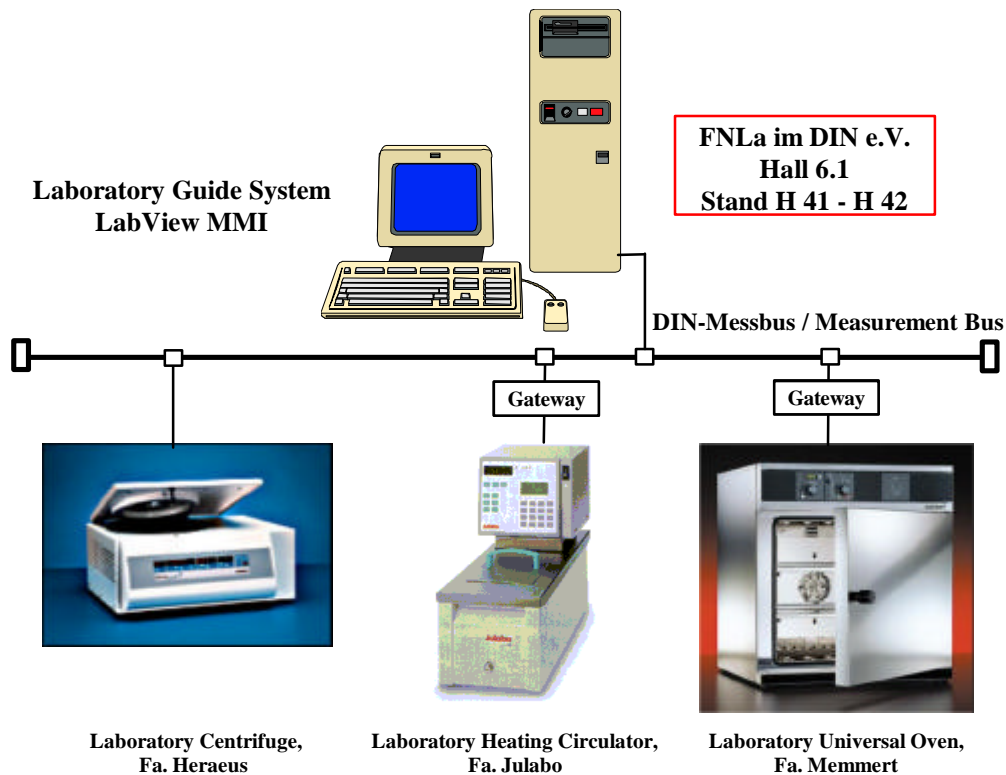 Laboratory Guide System
LabView MMI
FNLa im DIN e.V.
Hall 6.1
Stand H 41 - H 42
DIN-Messbus / Measurement Bus
Gateway
Gateway
Julabo
Laboratory Centrifuge,
Fa. Heraeus
Laboratory Heating Circulator,
Fa. Julabo
Laboratory Universal Oven,
Fa. Memmert